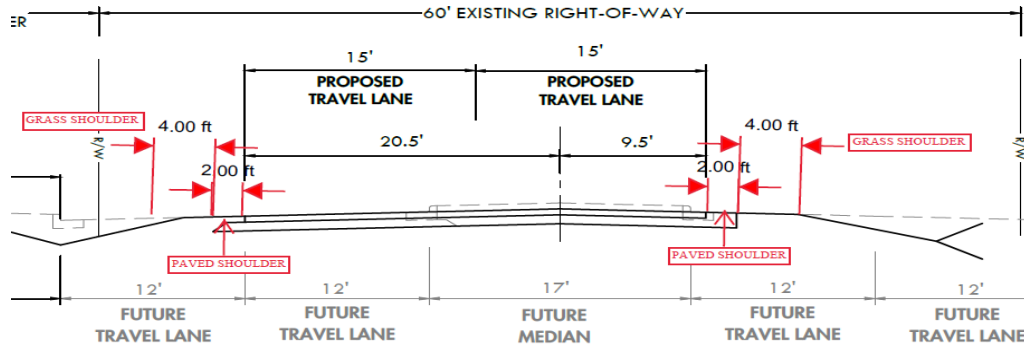 ER
60' EXISTING RIGHT-OF-WAY
15'
15'
PROPOSED
TRAVEL LANE
PROPOSED
TRAVEL LANE
GRASS SHOULDER
4.00 ft
4.00 ft
GRASS SHOULDER
R/W
20.5'
9.5'
R/W
2.00 ft
2.00 ft
PAVED SHOULDER
PAVED SHOULDER
12'
12'
17'
12'
12'
FUTURE
TRAVEL LANE
FUTURE
TRAVEL LANE
FUTURE
MEDIAN
FUTURE
TRAVEL LANE
FUTURE
TRAVEL LANE